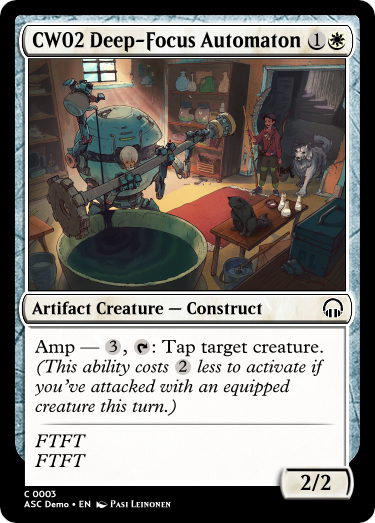 CW02 Deep-Focus Automaton 1
Artifact Creature — Construct
Amp — 3, : Tap target creature.
(This ability costs 2 less to activate if
you've attacked with an equipped
creature this turn.)
FTFT
FTFT
2/2
C 0003
ASC Demo • EN Pasi Leinonen